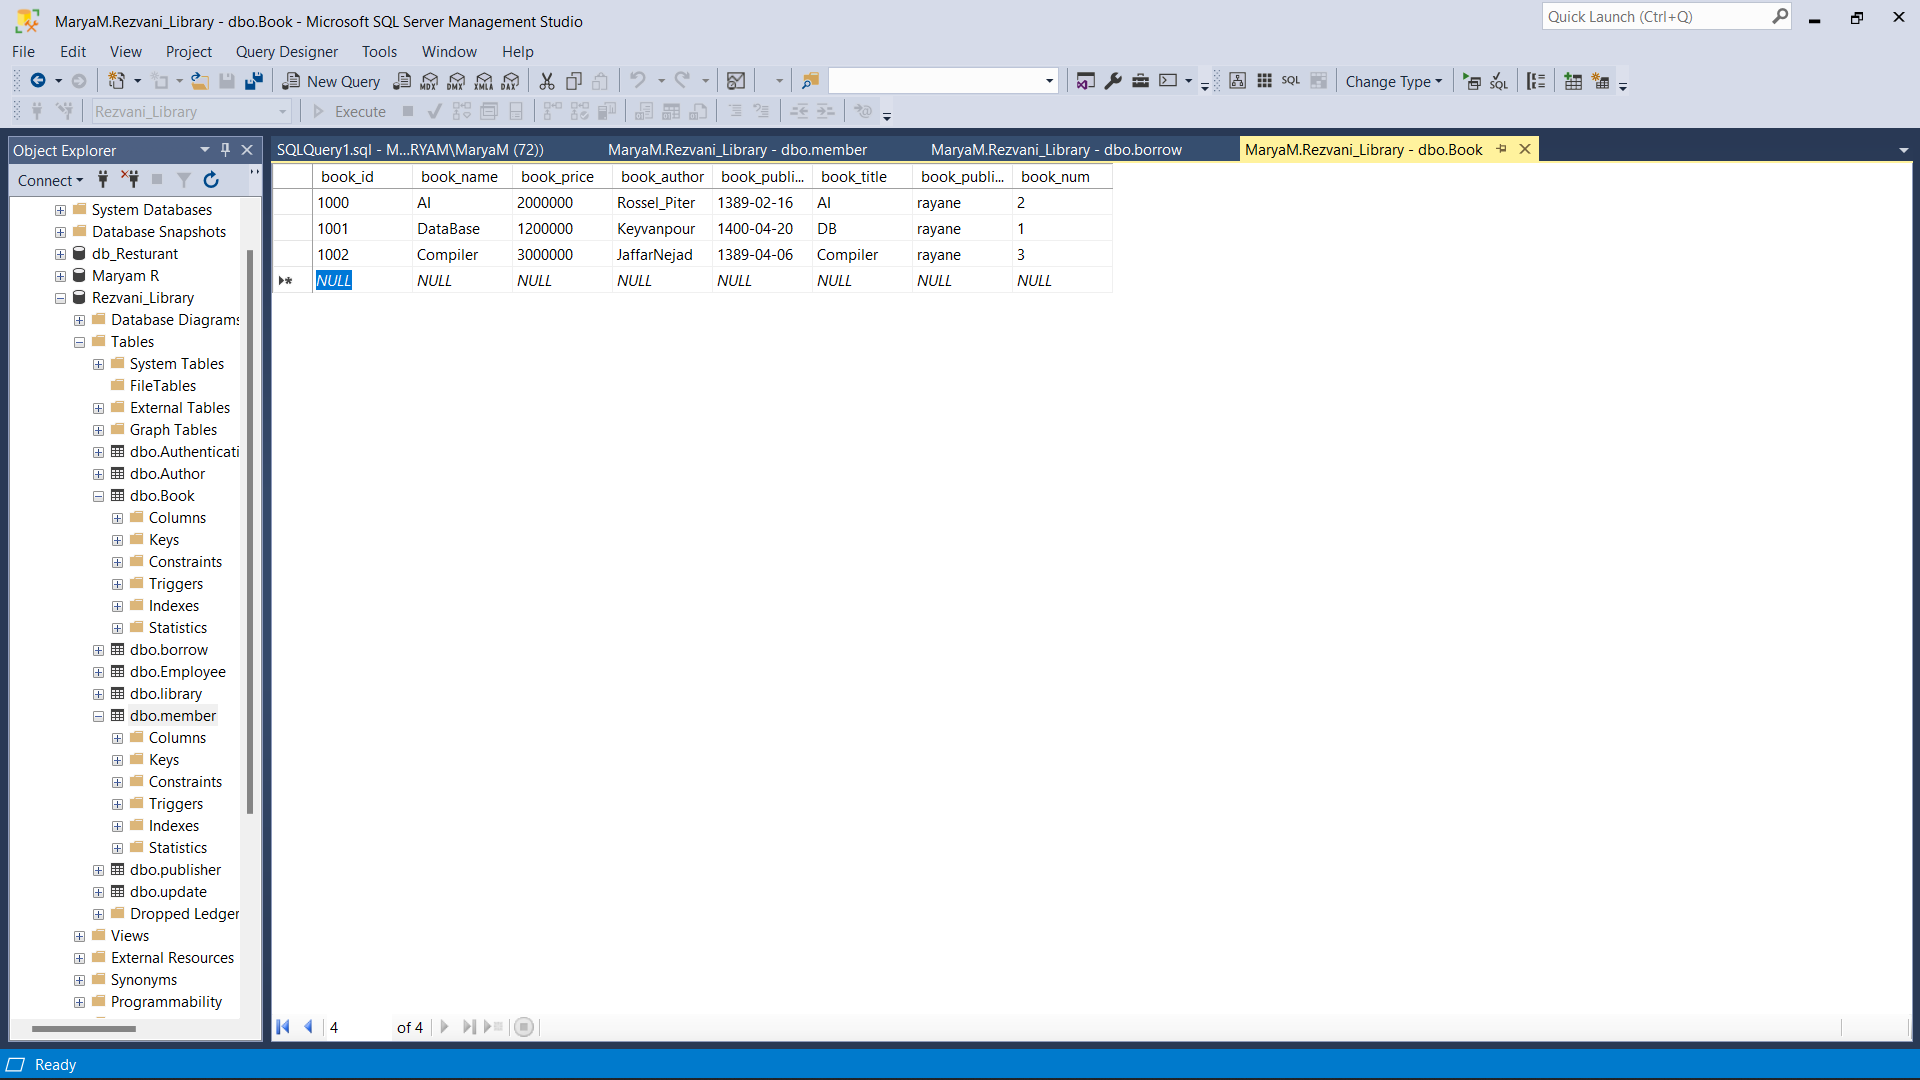 MaryaM.Rezvani_Library - dbo.Book - Microsoft SQL Server Management Studio
Quick Launch (Ctrl+Q)
File Edit View Project Query Designer Tools Window Help
New Query MDX DMX XMLA DAX SQL Change Type SQL
Rezvani_Library Execute
Object Explorer
Connect
System Databases
Database Snapshots
db_Resturant
Maryam R
Rezvani_Library
Database Diagrams
Tables
System Tables
FileTables
External Tables
Graph Tables
dbo.Authenticati
dbo.Author
dbo.Book
Columns
Keys
Constraints
Triggers
Indexes
Statistics
dbo.borrow
dbo.Employee
dbo.library
dbo.member
Columns
Keys
Constraints
Triggers
Indexes
Statistics
dbo.publisher
dbo.update
Dropped Ledger
Views
External Resources
Synonyms
Programmability
SQLQuery1.sql - M...RYAM\MaryaM (72)) MaryaM.Rezvani_Library - dbo.member MaryaM.Rezvani_Library - dbo.borrow MaryaM.Rezvani_Library - dbo.Book
book_id book_name book_price book_author book_publi... book_title book_publi... book_num
1000 AI 2000000 Rossel_Piter 1389-02-16 AI rayane 2
1001 DataBase 1200000 Keyvanpour 1400-04-20 DB rayane 1
1002 Compiler 3000000 JaffarNejad 1389-04-06 Compiler rayane 3
NULL NULL NULL NULL NULL NULL NULL NULL
4 of 4
Ready